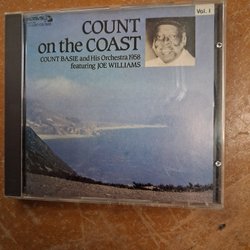 COUNT
on the COAST
Vol. 1
COUNT BASIE and His Orchestra 1958
featuring JOE WILLIAMS